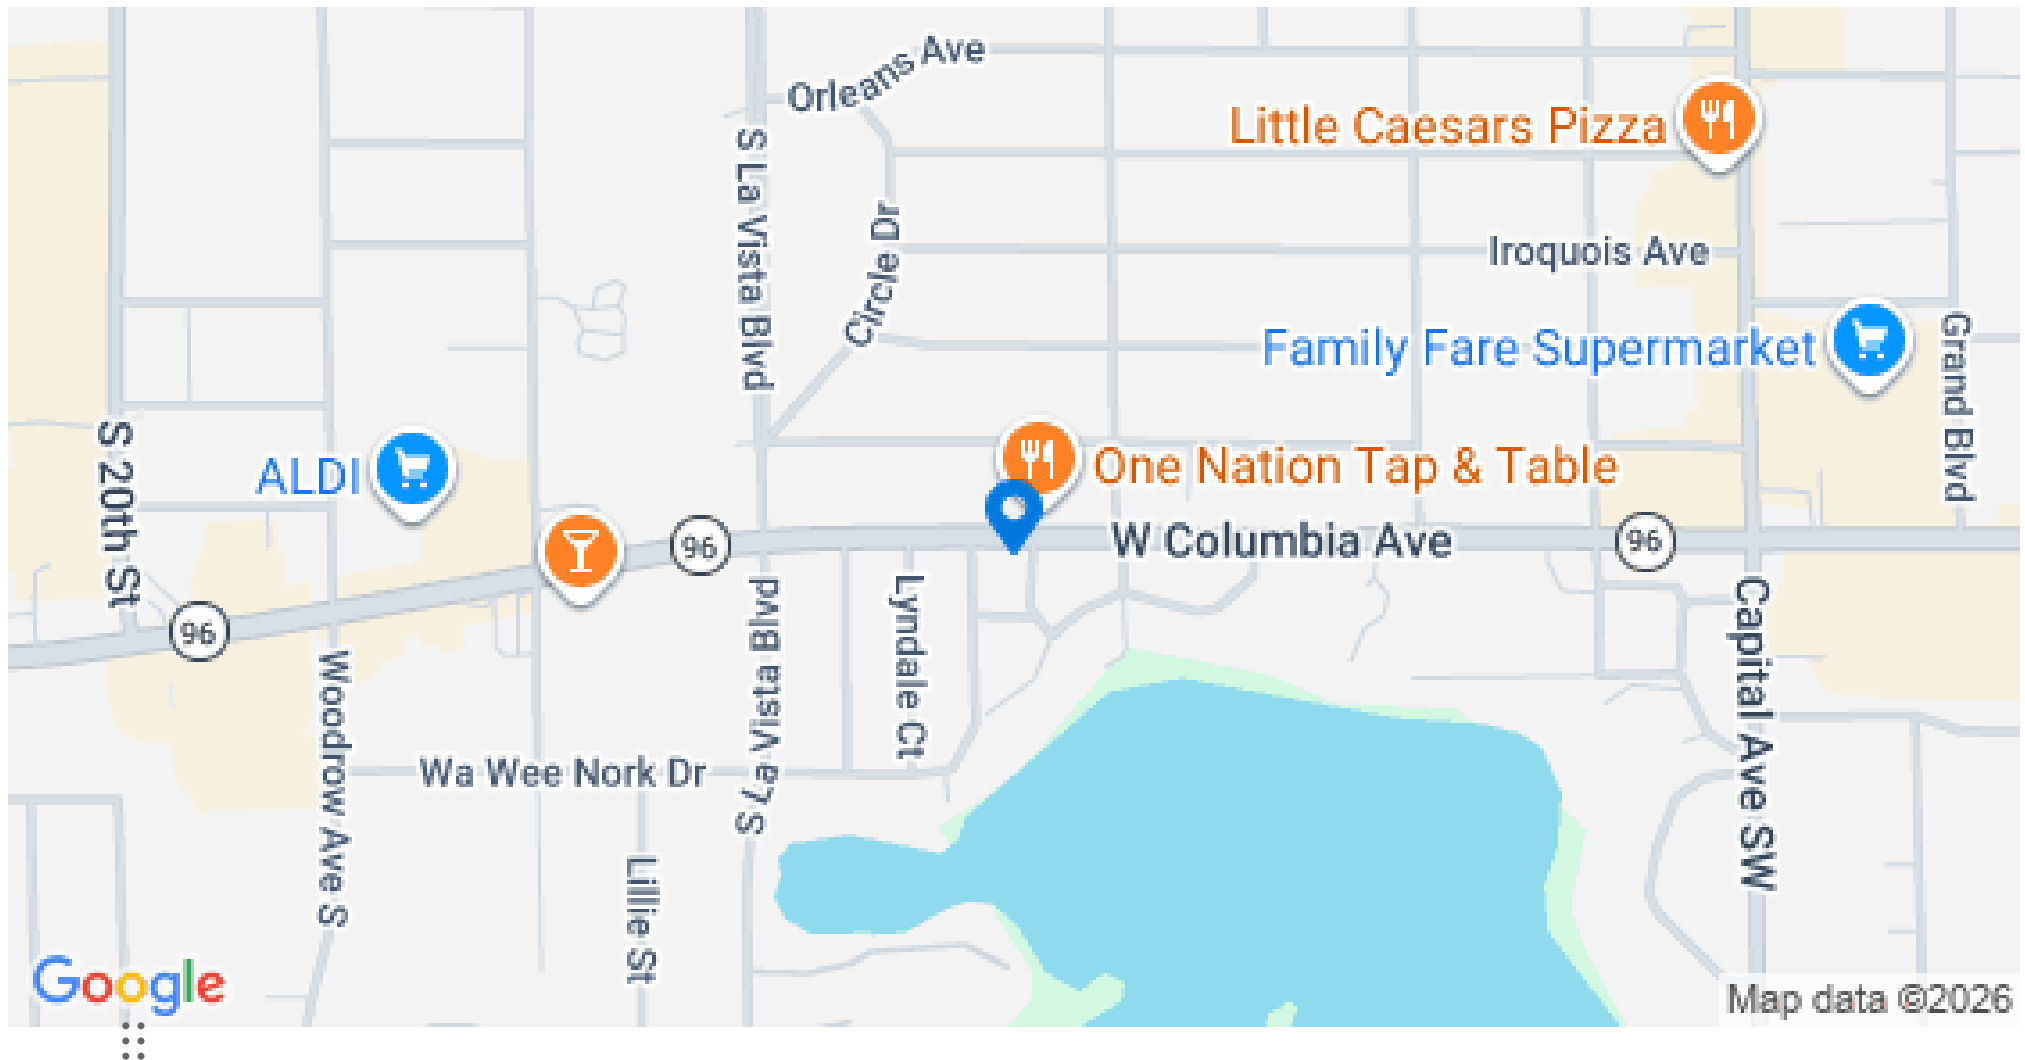 Orleans Ave
Little Caesars Pizza
S La Vista Blvd
Circle Dr
Iroquois Ave
Family Fare Supermarket
Grand Blvd
S 20th St
ALDI
One Nation Tap & Table
96
W Columbia Ave
96
96
Lyndale Ct
S La Vista Blvd
Capital Ave SW
Woodrow Ave S
Wa Wee Nork Dr
Lillie St
Google
Map data ©2026